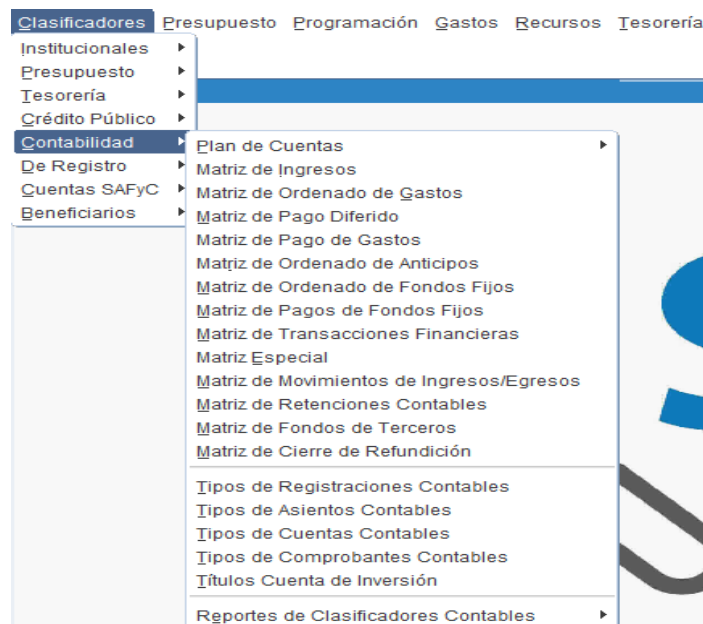 Clasificadores Presupuesto Programación Gastos Recursos Tesorería
Institucionales
Presupuesto
Tesorería
Crédito Público
Contabilidad
De Registro
Cuentas SAFyC
Beneficiarios
Plan de Cuentas
Matriz de Ingresos
Matriz de Ordenado de Gastos
Matriz de Pago Diferido
Matriz de Pago de Gastos
Matriz de Ordenado de Anticipos
Matriz de Ordenado de Fondos Fijos
Matriz de Pagos de Fondos Fijos
Matriz de Transacciones Financieras
Matriz Especial
Matriz de Movimientos de Ingresos/Egresos
Matriz de Retenciones Contables
Matriz de Fondos de Terceros
Matriz de Cierre de Refundición
Tipos de Registraciones Contables
Tipos de Asientos Contables
Tipos de Cuentas Contables
Tipos de Comprobantes Contables
Títulos Cuenta de Inversión
Reportes de Clasificadores Contables